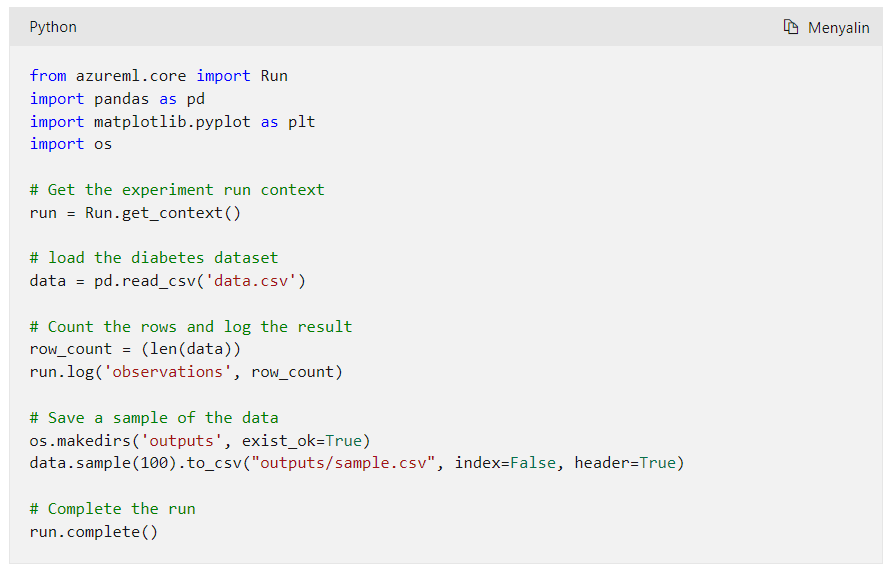 Python
Menyalin
from azureml.core import Run
import pandas as pd
import matplotlib.pyplot as plt
import os
# Get the experiment run context
run = Run.get_context()
# load the diabetes dataset
data = pd.read_csv('data.csv')
# Count the rows and log the result
row_count = (len(data))
run.log('observations', row_count)
# Save a sample of the data
os.makedirs('outputs', exist_ok=True)
data.sample(100).to_csv("outputs/sample.csv", index=False, header=True)
# Complete the run
run.complete()